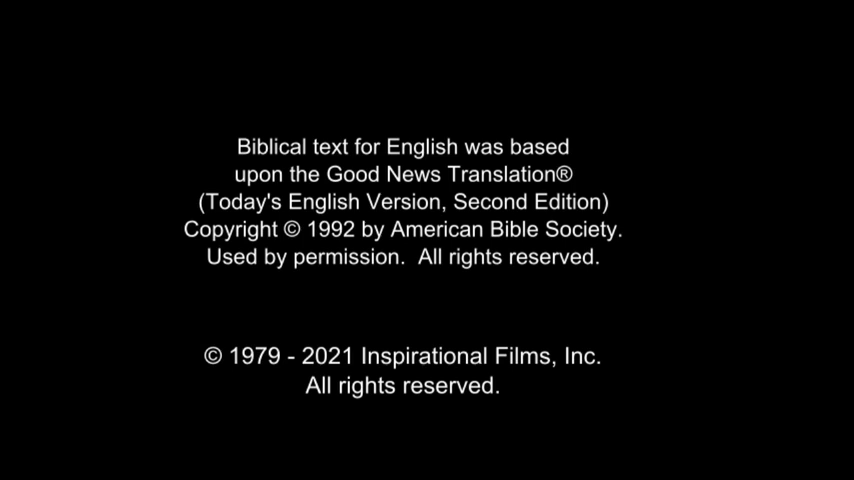 Biblical text for English was based
upon the Good News Translation®
(Today's English Version, Second Edition)
Copyright © 1992 by American Bible Society.
Used by permission.  All rights reserved.
© 1979 - 2021 Inspirational Films, Inc.
All rights reserved.